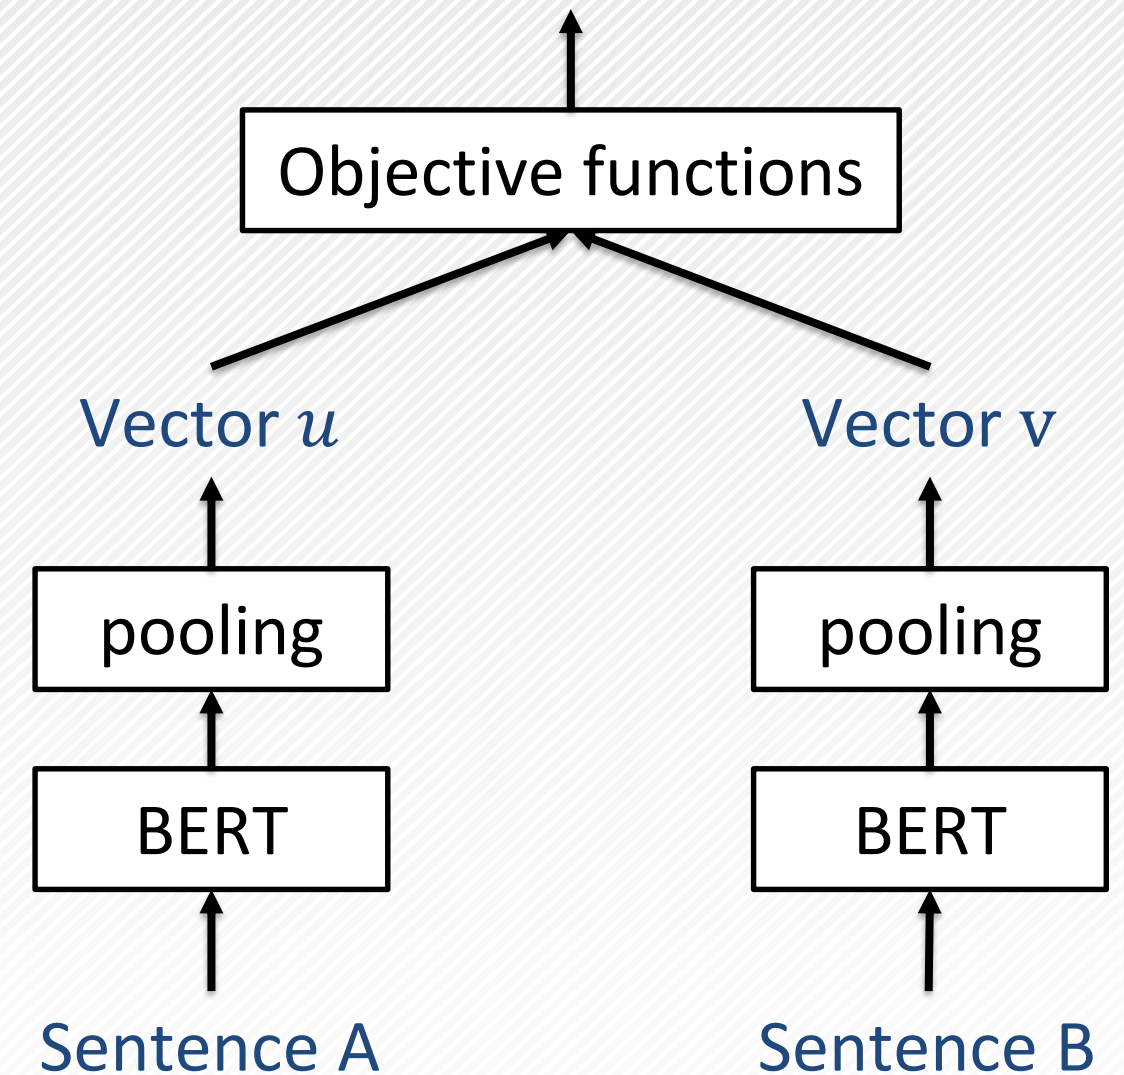 Objective functions
Vector u
Vector v
pooling
pooling
BERT
BERT
Sentence A
Sentence B